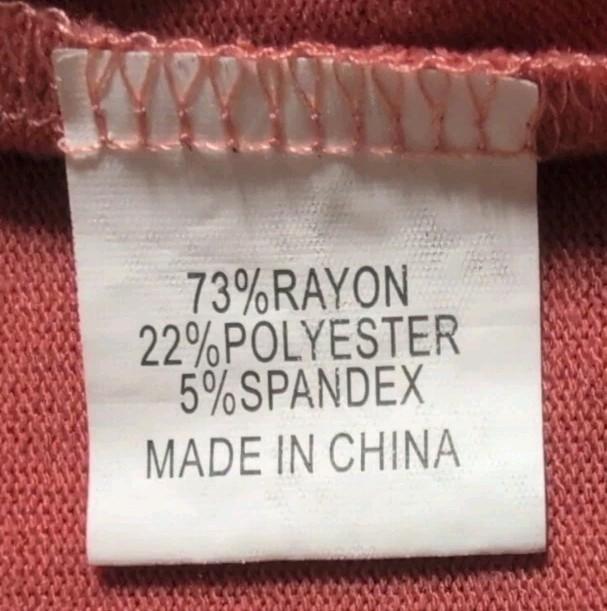 73%RAYON
22%POLYESTER
5%SPANDEX
MADE IN CHINA